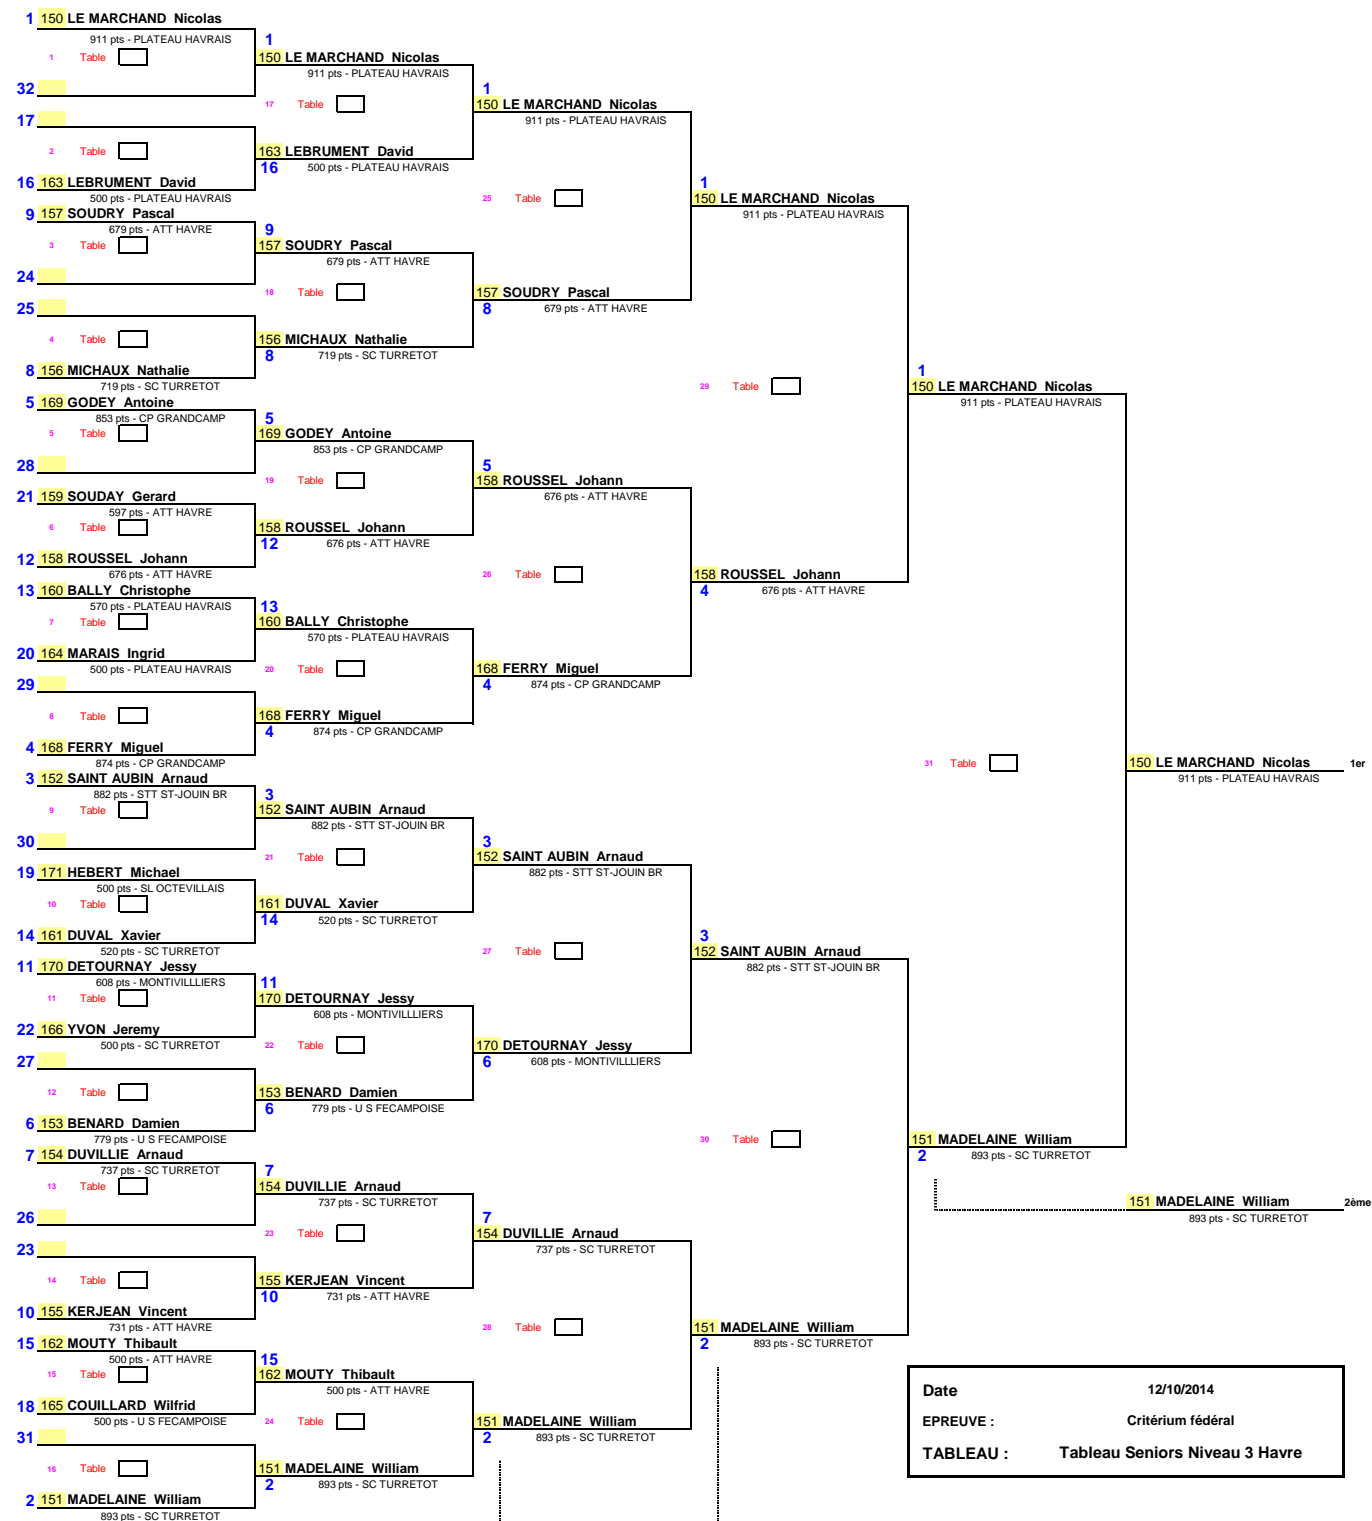 1 150 LE MARCHAND Nicolas
911 pts - PLATEAU HAVRAIS
1 Table
32
17
2 Table
16 163 LEBRUMENT David
500 pts - PLATEAU HAVRAIS
9 157 SOUDRY Pascal
679 pts - ATT HAVRE
3 Table
24
25
4 Table
8 156 MICHAUX Nathalie
719 pts - SC TURRETOT
5 169 GODEY Antoine
853 pts - CP GRANDCAMP
5 Table
28
21 159 SOUDAY Gerard
597 pts - ATT HAVRE
6 Table
12 158 ROUSSEL Johann
676 pts - ATT HAVRE
13 160 BALLY Christophe
570 pts - PLATEAU HAVRAIS
7 Table
20 164 MARAIS Ingrid
500 pts - PLATEAU HAVRAIS
29
8 Table
4 168 FERRY Miguel
874 pts - CP GRANDCAMP
3 152 SAINT AUBIN Arnaud
882 pts - STT ST-JOUIN BR
9 Table
30
19 171 HEBERT Michael
500 pts - SL OCTEVILLAIS
10 Table
14 161 DUVAL Xavier
520 pts - SC TURRETOT
11 170 DETOURNAY Jessy
608 pts - MONTIVILLLIERS
11 Table
22 166 YVON Jeremy
500 pts - SC TURRETOT
27
12 Table
6 153 BENARD Damien
779 pts - U S FECAMPOISE
7 154 DUVILLIE Arnaud
737 pts - SC TURRETOT
13 Table
26
23
14 Table
10 155 KERJEAN Vincent
731 pts - ATT HAVRE
15 162 MOUTY Thibault
500 pts - ATT HAVRE
15 Table
18 165 COUILLARD Wilfrid
500 pts - U S FECAMPOISE
31
16 Table
2 151 MADELAINE William
893 pts - SC TURRETOT
1
150 LE MARCHAND Nicolas
911 pts - PLATEAU HAVRAIS
17 Table
163 LEBRUMENT David
16 500 pts - PLATEAU HAVRAIS
9
157 SOUDRY Pascal
679 pts - ATT HAVRE
18 Table
156 MICHAUX Nathalie
8 719 pts - SC TURRETOT
5
169 GODEY Antoine
853 pts - CP GRANDCAMP
19 Table
158 ROUSSEL Johann
12 676 pts - ATT HAVRE
13
160 BALLY Christophe
570 pts - PLATEAU HAVRAIS
20 Table
168 FERRY Miguel
4 874 pts - CP GRANDCAMP
3
152 SAINT AUBIN Arnaud
882 pts - STT ST-JOUIN BR
21 Table
161 DUVAL Xavier
14 520 pts - SC TURRETOT
11
170 DETOURNAY Jessy
608 pts - MONTIVILLLIERS
22 Table
153 BENARD Damien
6 779 pts - U S FECAMPOISE
7
154 DUVILLIE Arnaud
737 pts - SC TURRETOT
23 Table
155 KERJEAN Vincent
10 731 pts - ATT HAVRE
15
162 MOUTY Thibault
500 pts - ATT HAVRE
24 Table
151 MADELAINE William
2 893 pts - SC TURRETOT
1
150 LE MARCHAND Nicolas
911 pts - PLATEAU HAVRAIS
25 Table
157 SOUDRY Pascal
8 679 pts - ATT HAVRE
5
158 ROUSSEL Johann
676 pts - ATT HAVRE
26 Table
168 FERRY Miguel
4 874 pts - CP GRANDCAMP
3
152 SAINT AUBIN Arnaud
882 pts - STT ST-JOUIN BR
27 Table
170 DETOURNAY Jessy
6 608 pts - MONTIVILLLIERS
7
154 DUVILLIE Arnaud
737 pts - SC TURRETOT
28 Table
151 MADELAINE William
2 893 pts - SC TURRETOT
1
150 LE MARCHAND Nicolas
911 pts - PLATEAU HAVRAIS
29 Table
158 ROUSSEL Johann
4 676 pts - ATT HAVRE
3
152 SAINT AUBIN Arnaud
882 pts - STT ST-JOUIN BR
30 Table
151 MADELAINE William
2 893 pts - SC TURRETOT
1
150 LE MARCHAND Nicolas
911 pts - PLATEAU HAVRAIS
31 Table
151 MADELAINE William
2 893 pts - SC TURRETOT
150 LE MARCHAND Nicolas 1er
911 pts - PLATEAU HAVRAIS
151 MADELAINE William 2ème
893 pts - SC TURRETOT
Date 12/10/2014
EPREUVE : Critérium fédéral
TABLEAU : Tableau Seniors Niveau 3 Havre